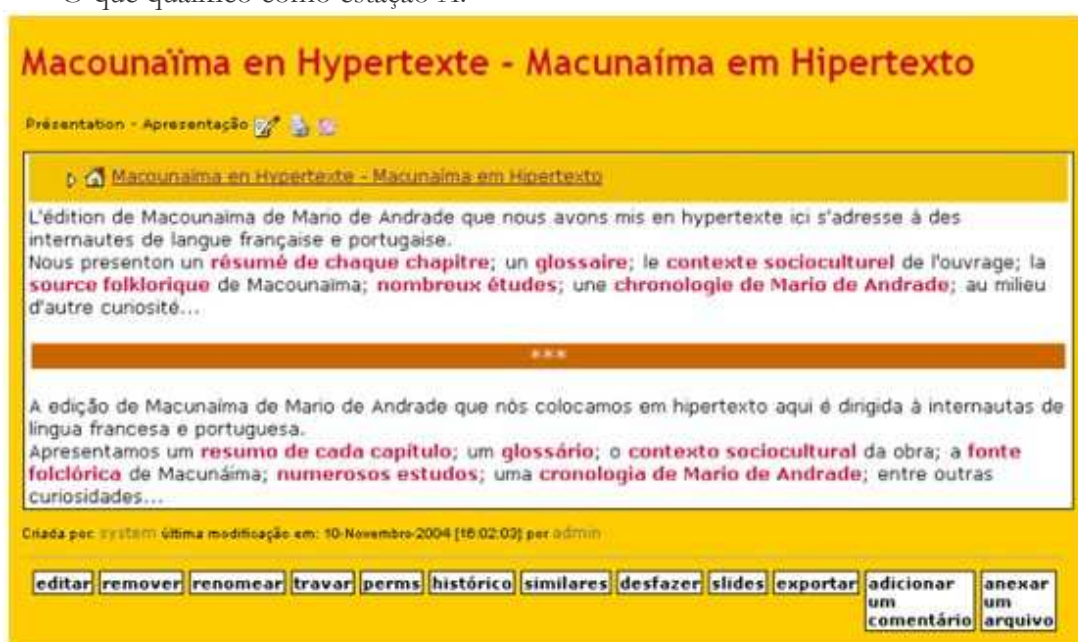 O que qualifico como estação A:
Macounaïma en Hypertexte - Macunaíma em Hipertexto
Présentation - Apresentação
Macounaïma en Hypertexte - Macunaíma em Hipertexto
L'édition de Macounaïma de Mario de Andrade que nous avons mis en hypertexte ici s'adresse à des
internautes de langue française e portugaise.
Nous presenton un résumé de chaque chapitre; un glossaire; le contexte socioculturel de l'ouvrage; la
source folklorique de Macounaïma; nombreux études; une chronologie de Mario de Andrade; au milieu
d'autre curiosité...
***
A edição de Macunaíma de Mario de Andrade que nós colocamos em hipertexto aqui é dirigida à internautas de
lingua francesa e portuguesa.
Apresentamos um resumo de cada capítulo; um glossário; o contexto sociocultural da obra; a fonte
folclórica de Macunáima; numerosos estudos; uma cronologia de Mario de Andrade; entre outras
curiosidades...
Criada por: system última modificação em: 10-Novembro-2004 [16:02:03] por admin
editar remover renomear travar perms histórico similares desfazer slides exportar adicionar um comentário anexar um arquivo